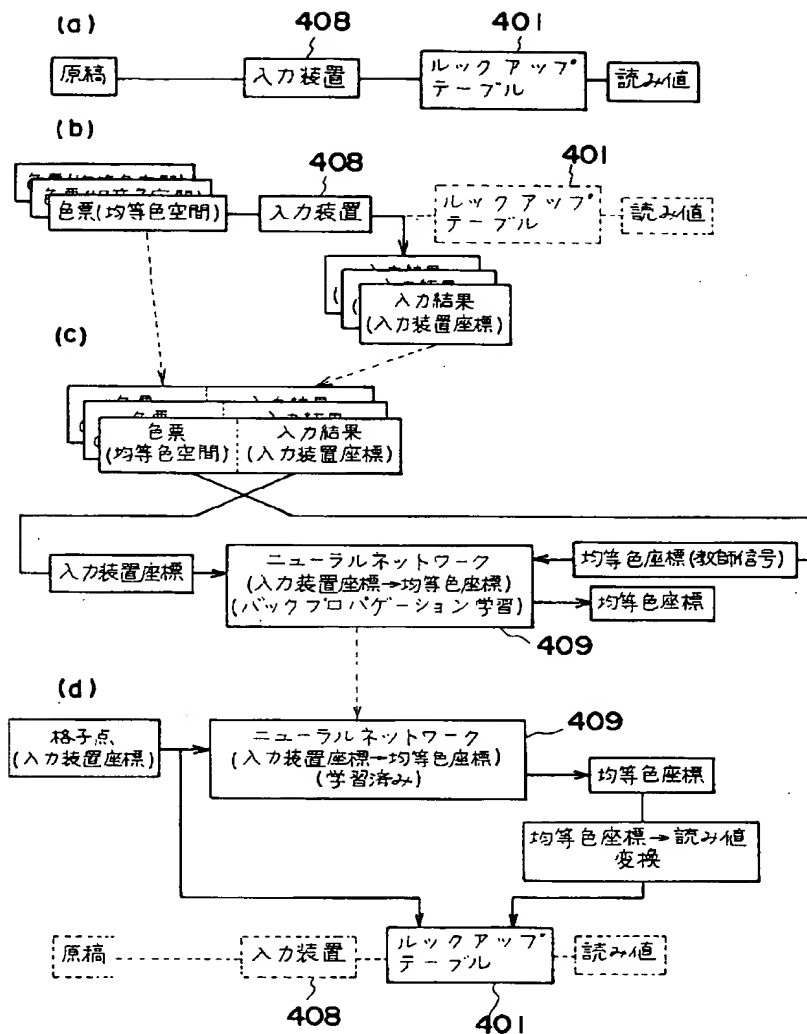 (a)
408
401
原稿
入力装置
ルックアップ
テーブル
読み値
(b)
408
401
色票(均等色空間)
入力装置
ルックアップ
テーブル
読み値
入力結果
(入力装置座標)
(c)
色票
(均等色空間)
入力結果
(入力装置座標)
入力装置座標
ニューラルネットワーク
(入力装置座標→均等色座標)
(バックプロパゲーション学習)
均等色座標(教師信号)
均等色座標
409
(d)
格子点
(入力装置座標)
ニューラルネットワーク
(入力装置座標→均等色座標)
(学習済み)
409
均等色座標
均等色座標→読み値
変換
原稿
入力装置
ルックアップ
テーブル
読み値
408
401